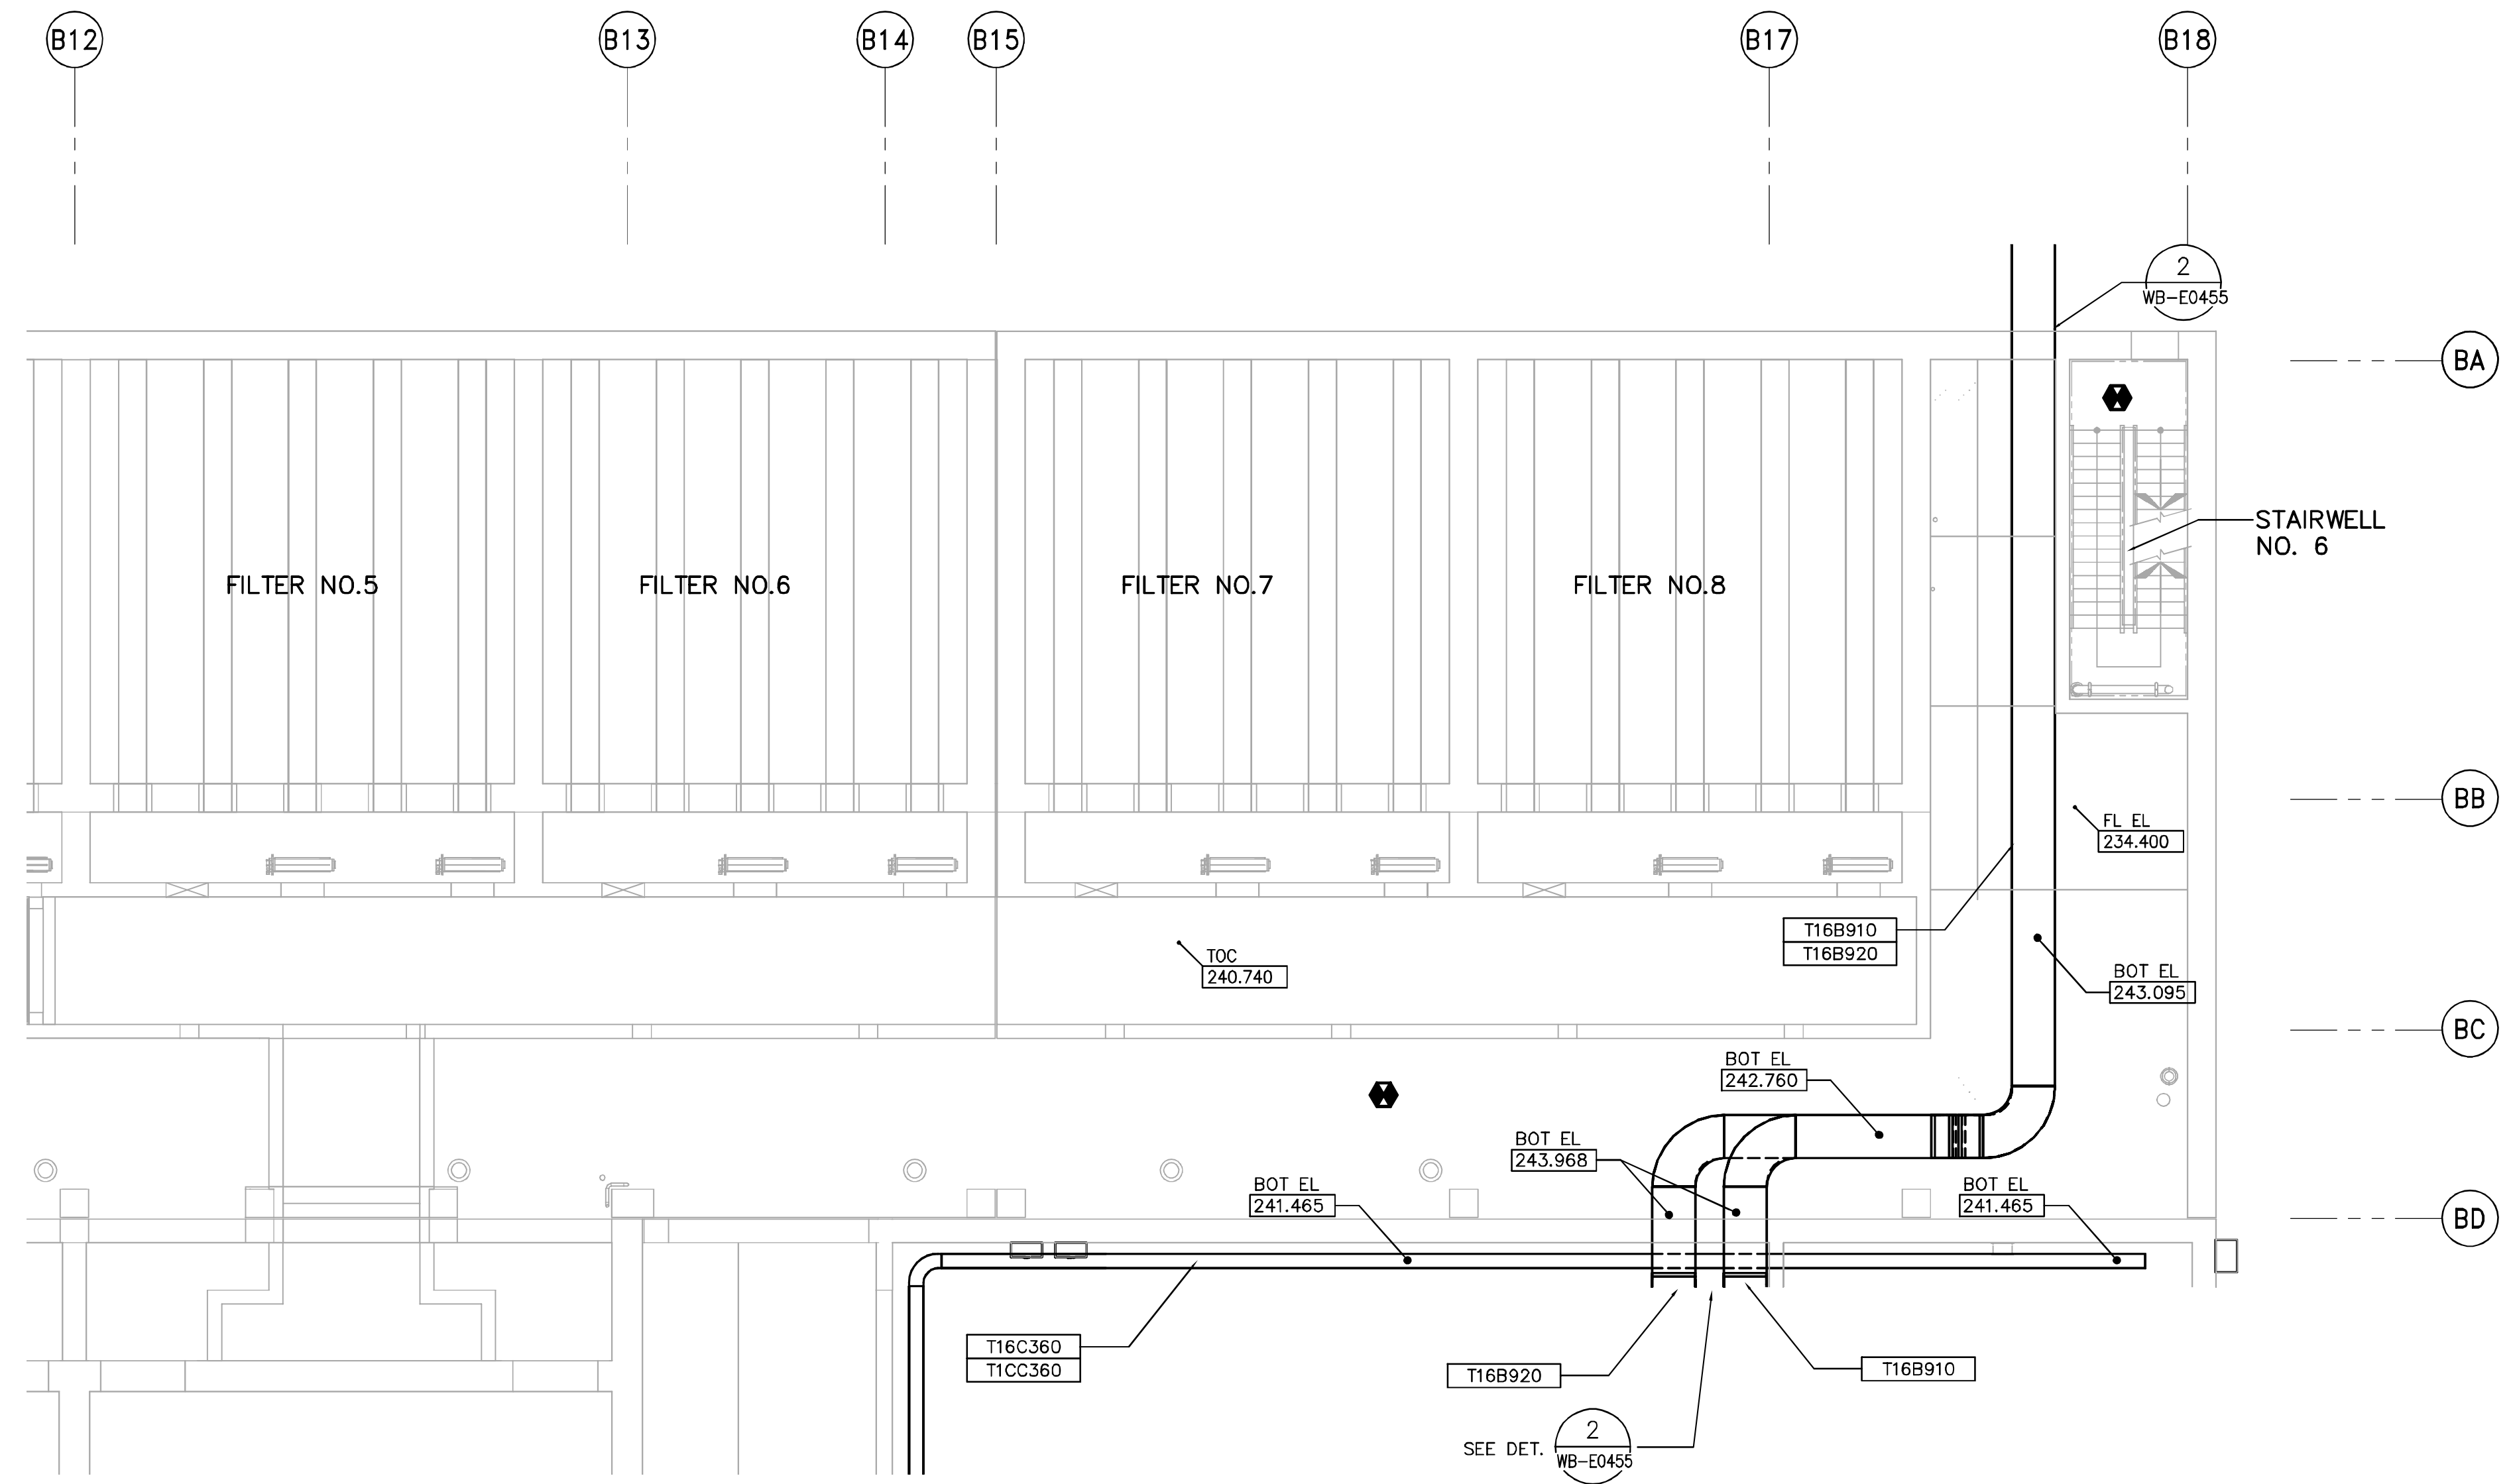 B12
B13
B14
B15
B17
B18
2
WB-E0455
BA
STAIRWELL
NO. 6
FILTER NO.5
FILTER NO.6
FILTER NO.7
FILTER NO.8
BB
FL EL
234.400
T16B910
T16B920
TOC
240.740
BOT EL
243.095
BC
BOT EL
242.760
BOT EL
243.968
BOT EL
241.465
BOT EL
241.465
BD
T16C360
T1CC360
T16B920
T16B910
SEE DET.
2
WB-E0455